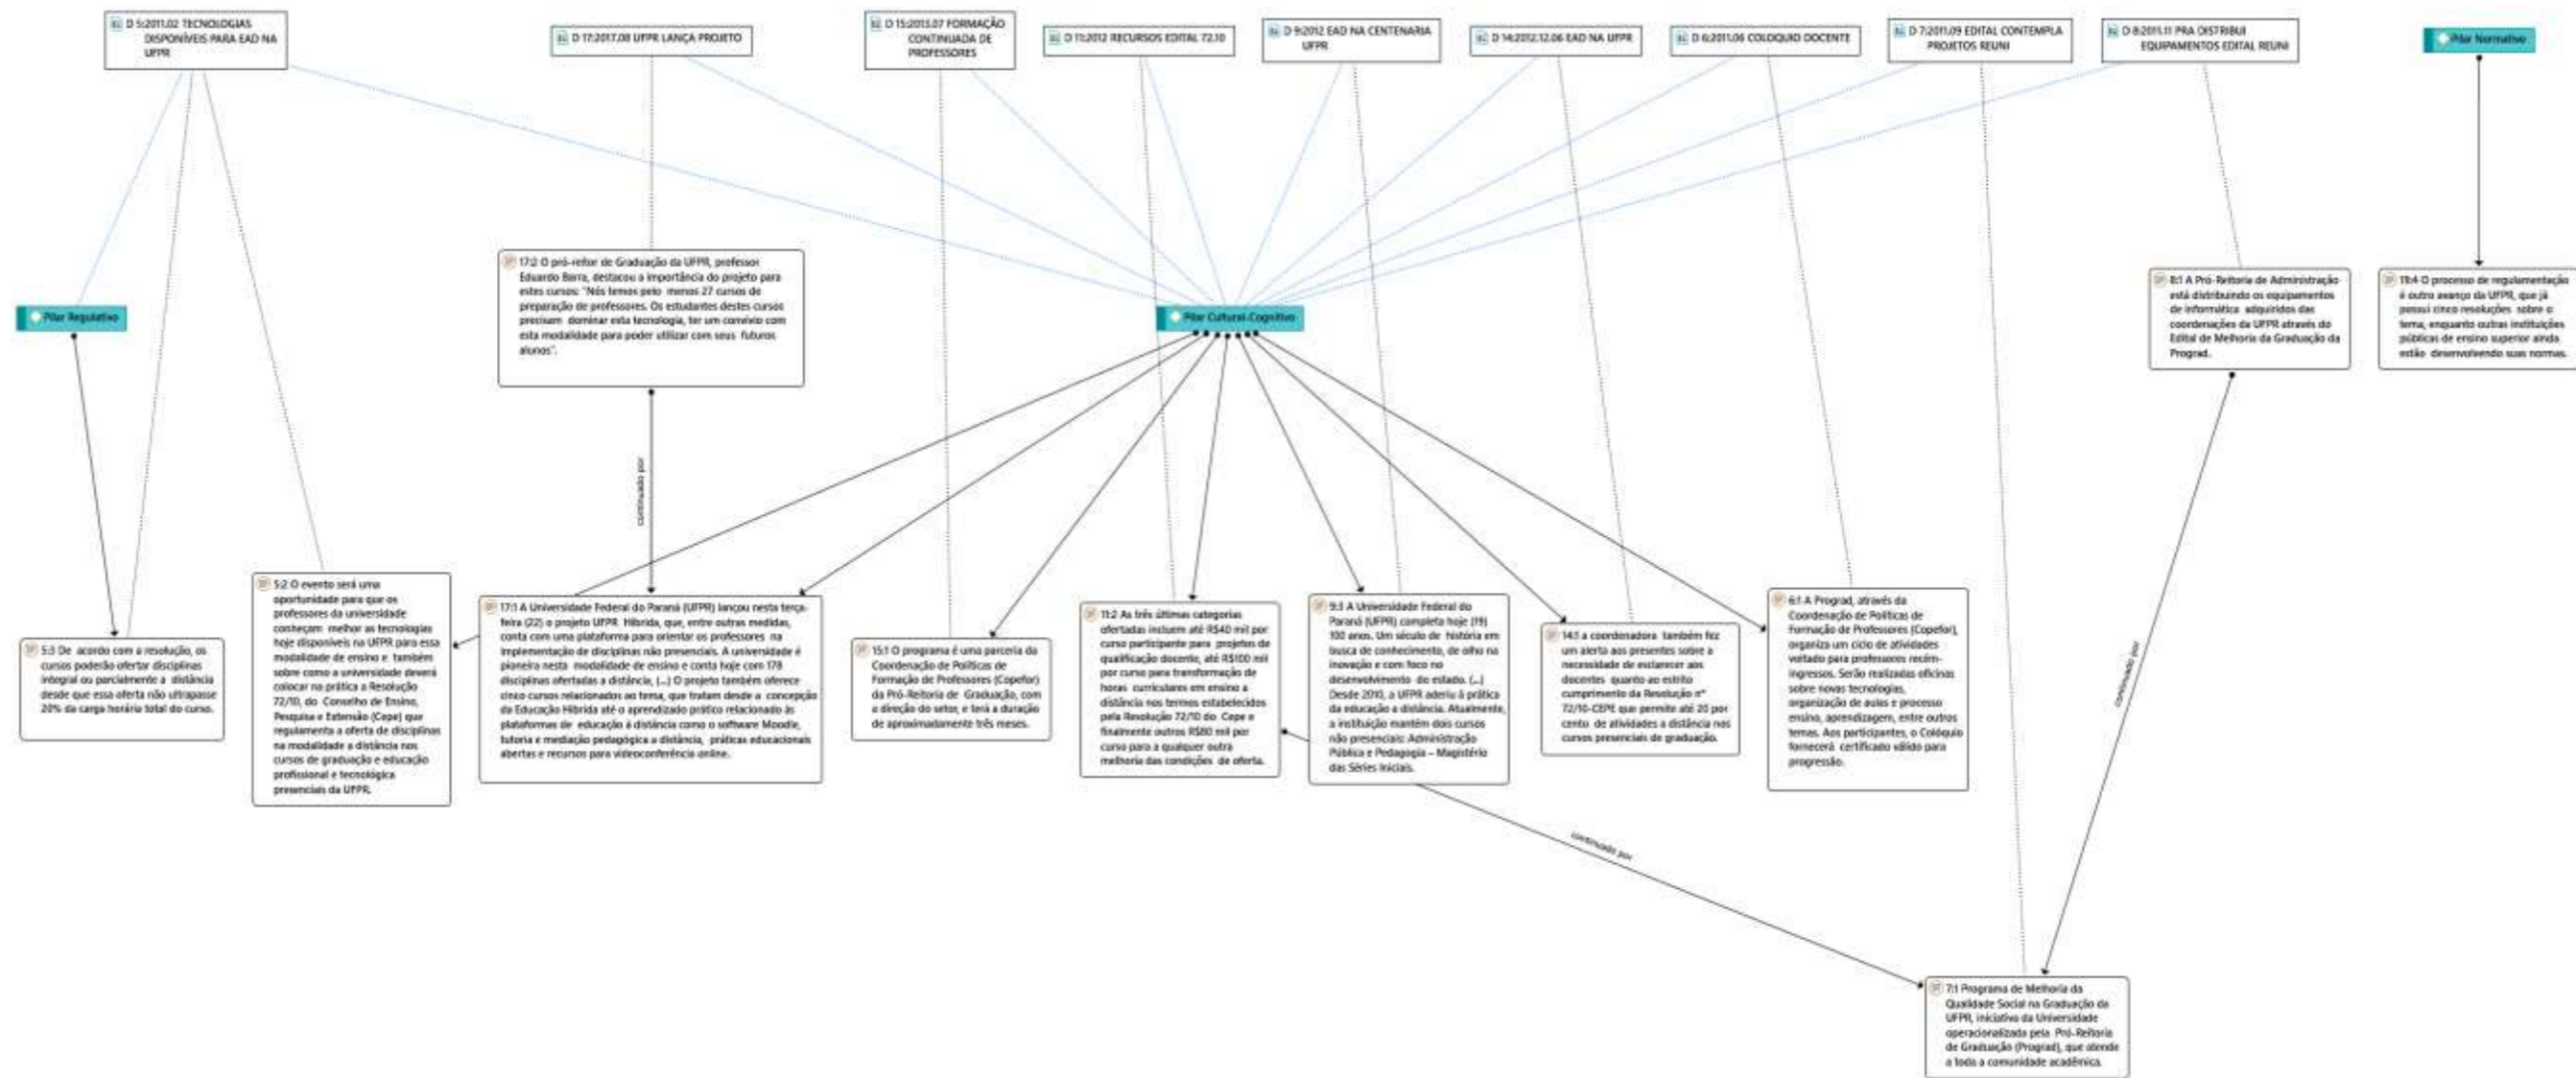 D 5:2011.02 TECNOLOGIAS
DISPONÍVEIS PARA EAD NA
UFPR
D 17:2017.08 UFPR LANÇA PROJETO
D 15:2013.07 FORMAÇÃO
CONTINUADA DE
PROFESSORES
D 11:2012 RECURSOS EDITAL 72.10
D 9:2012 EAD NA CENTENARIA
UFPR
D 14:2012.12.06 EAD NA UFPR
D 6:2011.06 COLOQUIO DOCENTE
D 7:2011.09 EDITAL CONTEMPLA
PROJETOS REUNI
D 8:2011.11 PRA DISTRIBUI
EQUIPAMENTOS EDITAL REUNI
Pilar Normativo
17:2 O pró-reitor de Graduação da UFPR, professor
Eduardo Barra, destacou a importância do projeto para
estes cursos: "Nós temos pelo menos 27 cursos de
preparação de professores. Os estudantes destes cursos
precisam dominar esta tecnologia, ter um convívio com
esta modalidade para poder utilizar com seus futuros
alunos".
8:1 A Pró-Reitoria de Administração
está distribuindo os equipamentos
de informática adquiridos das
coordenações da UFPR através do
Edital de Melhoria da Graduação da
Prograd.
19:4 O processo de regulamentação
é outro avanço da UFPR, que já
possui cinco resoluções sobre o
tema, enquanto outras instituições
públicas de ensino superior ainda
estão desenvolvendo suas normas.
Pilar Regulativo
Pilar Cultural-Cognitivo
continuado por
continuado por
5:3 De acordo com a resolução, os
cursos poderão ofertar disciplinas
integral ou parcialmente a distância
desde que essa oferta não ultrapasse
20% da carga horária total do curso.
5:2 O evento será uma
oportunidade para que os
professores da universidade
conheçam melhor as tecnologias
hoje disponíveis na UFPR para essa
modalidade de ensino e também
sobre como a universidade deverá
colocar na prática a Resolução
72/10, do Conselho de Ensino,
Pesquisa e Extensão (Cepe) que
regulamenta a oferta de disciplinas
na modalidade a distância nos
cursos de graduação e educação
profissional e tecnológica
presenciais da UFPR.
17:1 A Universidade Federal do Paraná (UFPR) lançou nesta terça-
feira (22) o projeto UFPR Híbrida, que, entre outras medidas,
conta com uma plataforma para orientar os professores na
implementação de disciplinas não presenciais. A universidade é
pioneira nesta modalidade de ensino e conta hoje com 178
disciplinas ofertadas a distância, (...) O projeto também oferece
cinco cursos relacionados ao tema, que tratam desde a concepção
da Educação Híbrida até o aprendizado prático relacionado às
plataformas de educação à distância como o software Moodle,
tutoria e mediação pedagógica a distância, práticas educacionais
abertas e recursos para videoconferência online.
15:1 O programa é uma parceria da
Coordenação de Políticas de
Formação de Professores (Copefor)
da Pró-Reitoria de Graduação, com
a direção do setor, e terá a duração
de aproximadamente três meses.
11:2 As três últimas categorias
ofertadas incluem até R$40 mil por
curso participante para projetos de
qualificação docente, até R$100 mil
por curso para transformação de
horas curriculares em ensino a
distância nos termos estabelecidos
pela Resolução 72/10 do Cepe e
finalmente outros R$80 mil por
curso para a qualquer outra
melhoria das condições de oferta.
9:3 A Universidade Federal do
Paraná (UFPR) completa hoje (19)
100 anos. Um século de história em
busca de conhecimento, de olho na
inovação e com foco no
desenvolvimento do estado. (...)
Desde 2010, a UFPR aderiu à prática
da educação a distância. Atualmente,
a instituição mantém dois cursos
não presenciais: Administração
Pública e Pedagogia – Magistério
das Séries Iniciais.
14:1 a coordenadora também fez
um alerta aos presentes sobre a
necessidade de esclarecer aos
docentes quanto ao estrito
cumprimento da Resolução nº
72/10-CEPE que permite até 20 por
cento de atividades a distância nos
cursos presenciais de graduação.
6:1 A Prograd, através da
Coordenação de Políticas de
Formação de Professores (Copefor),
organiza um ciclo de atividades
voltado para professores recém-
ingressos. Serão realizadas oficinas
sobre novas tecnologias,
organização de aulas e processo
ensino, aprendizagem, entre outros
temas. Aos participantes, o Colóquio
fornecerá certificado válido para
progressão.
continuado por
7:1 Programa de Melhoria da
Qualidade Social na Graduação da
UFPR, iniciativa da Universidade
operacionalizada pela Pró-Reitoria
de Graduação (Prograd), que atende
a toda a comunidade acadêmica.